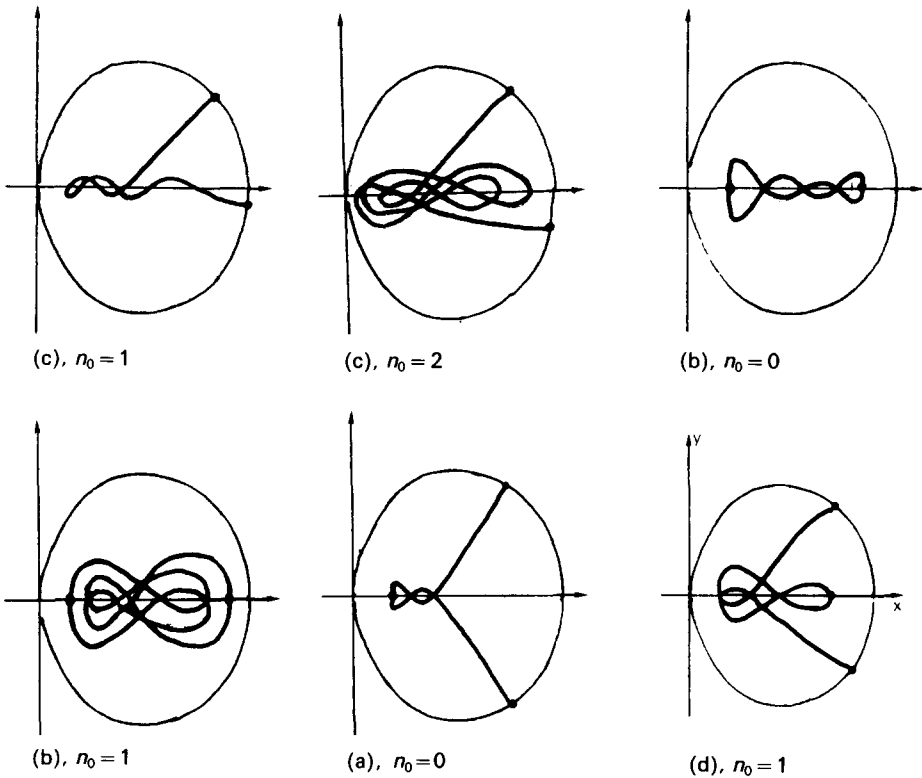 (c), n₀ = 1
(c), n₀ = 2
(b), n₀ = 0
y
x
(b), n₀ = 1
(a), n₀ = 0
(d), n₀ = 1